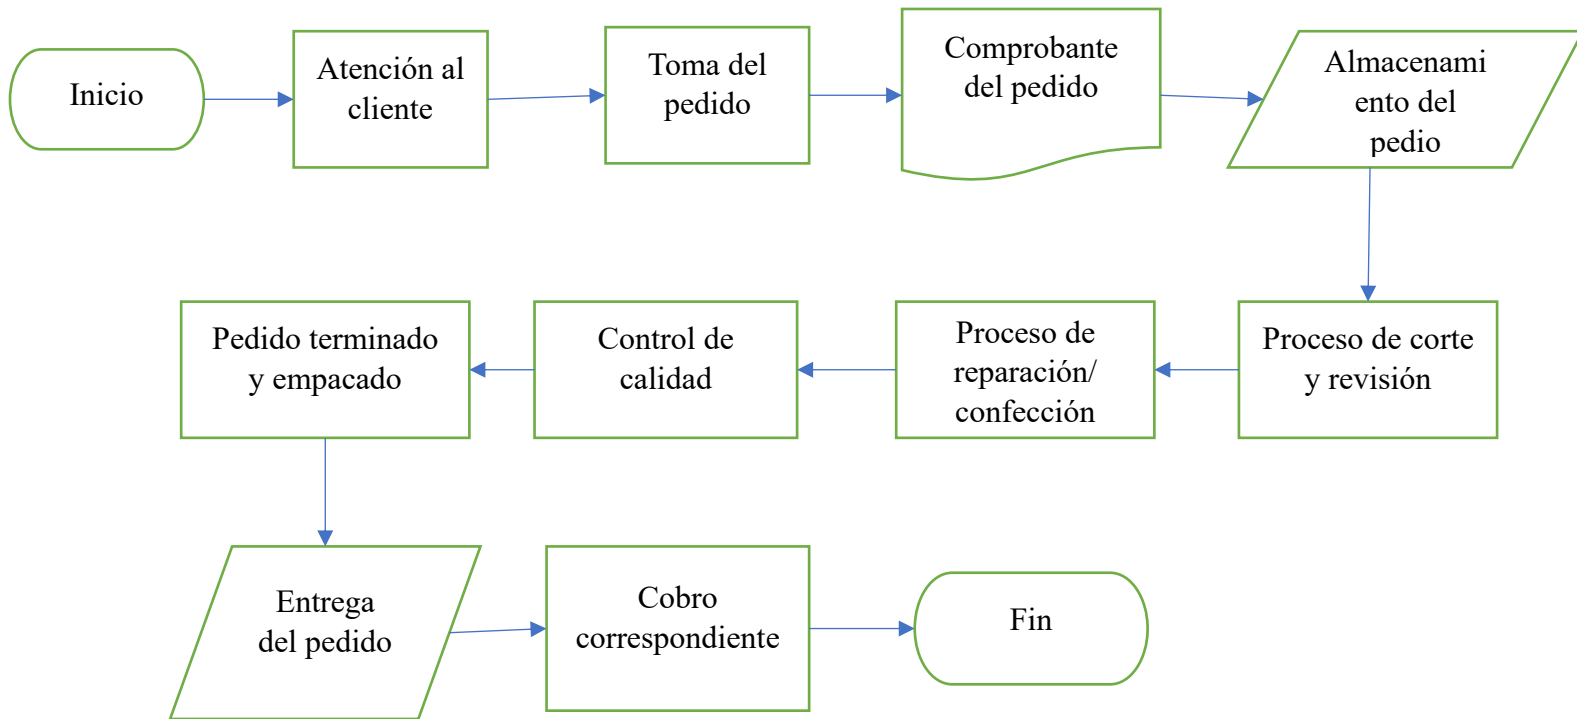 Inicio
Atención al
cliente
Toma del
pedido
Comprobante
del pedido
Almacenami
ento del
pedio
Proceso de corte
y revisión
Proceso de
reparación/
confección
Control de
calidad
Pedido terminado
y empacado
Entrega
del pedido
Cobro
correspondiente
Fin